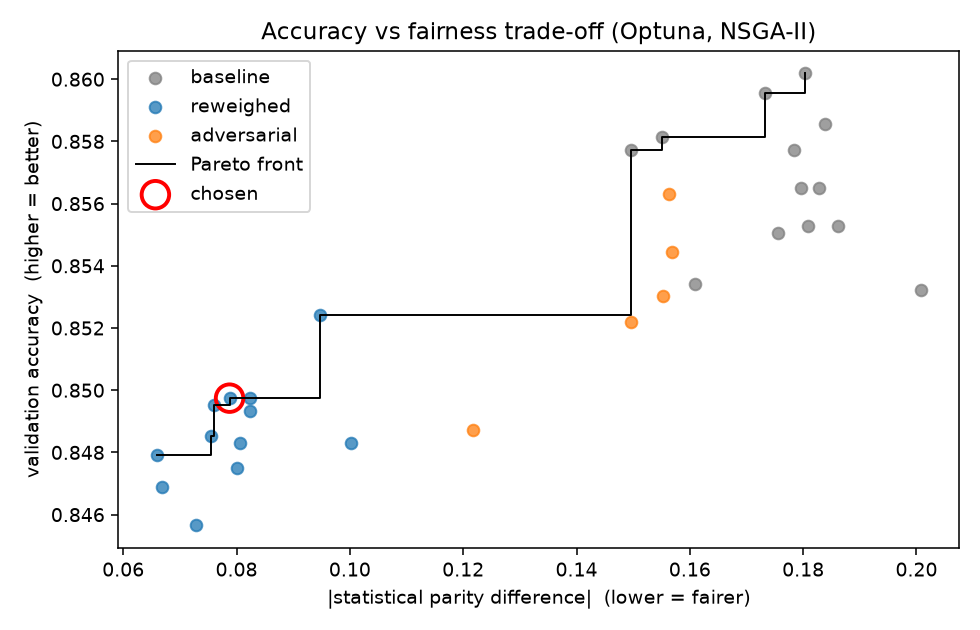 Accuracy vs fairness trade-off (Optuna, NSGA-II)
baseline
reweighed
adversarial
Pareto front
chosen
validation accuracy  (higher = better)
0.860
0.858
0.856
0.854
0.852
0.850
0.848
0.846
0.06 0.08 0.10 0.12 0.14 0.16 0.18 0.20
|statistical parity difference|  (lower = fairer)